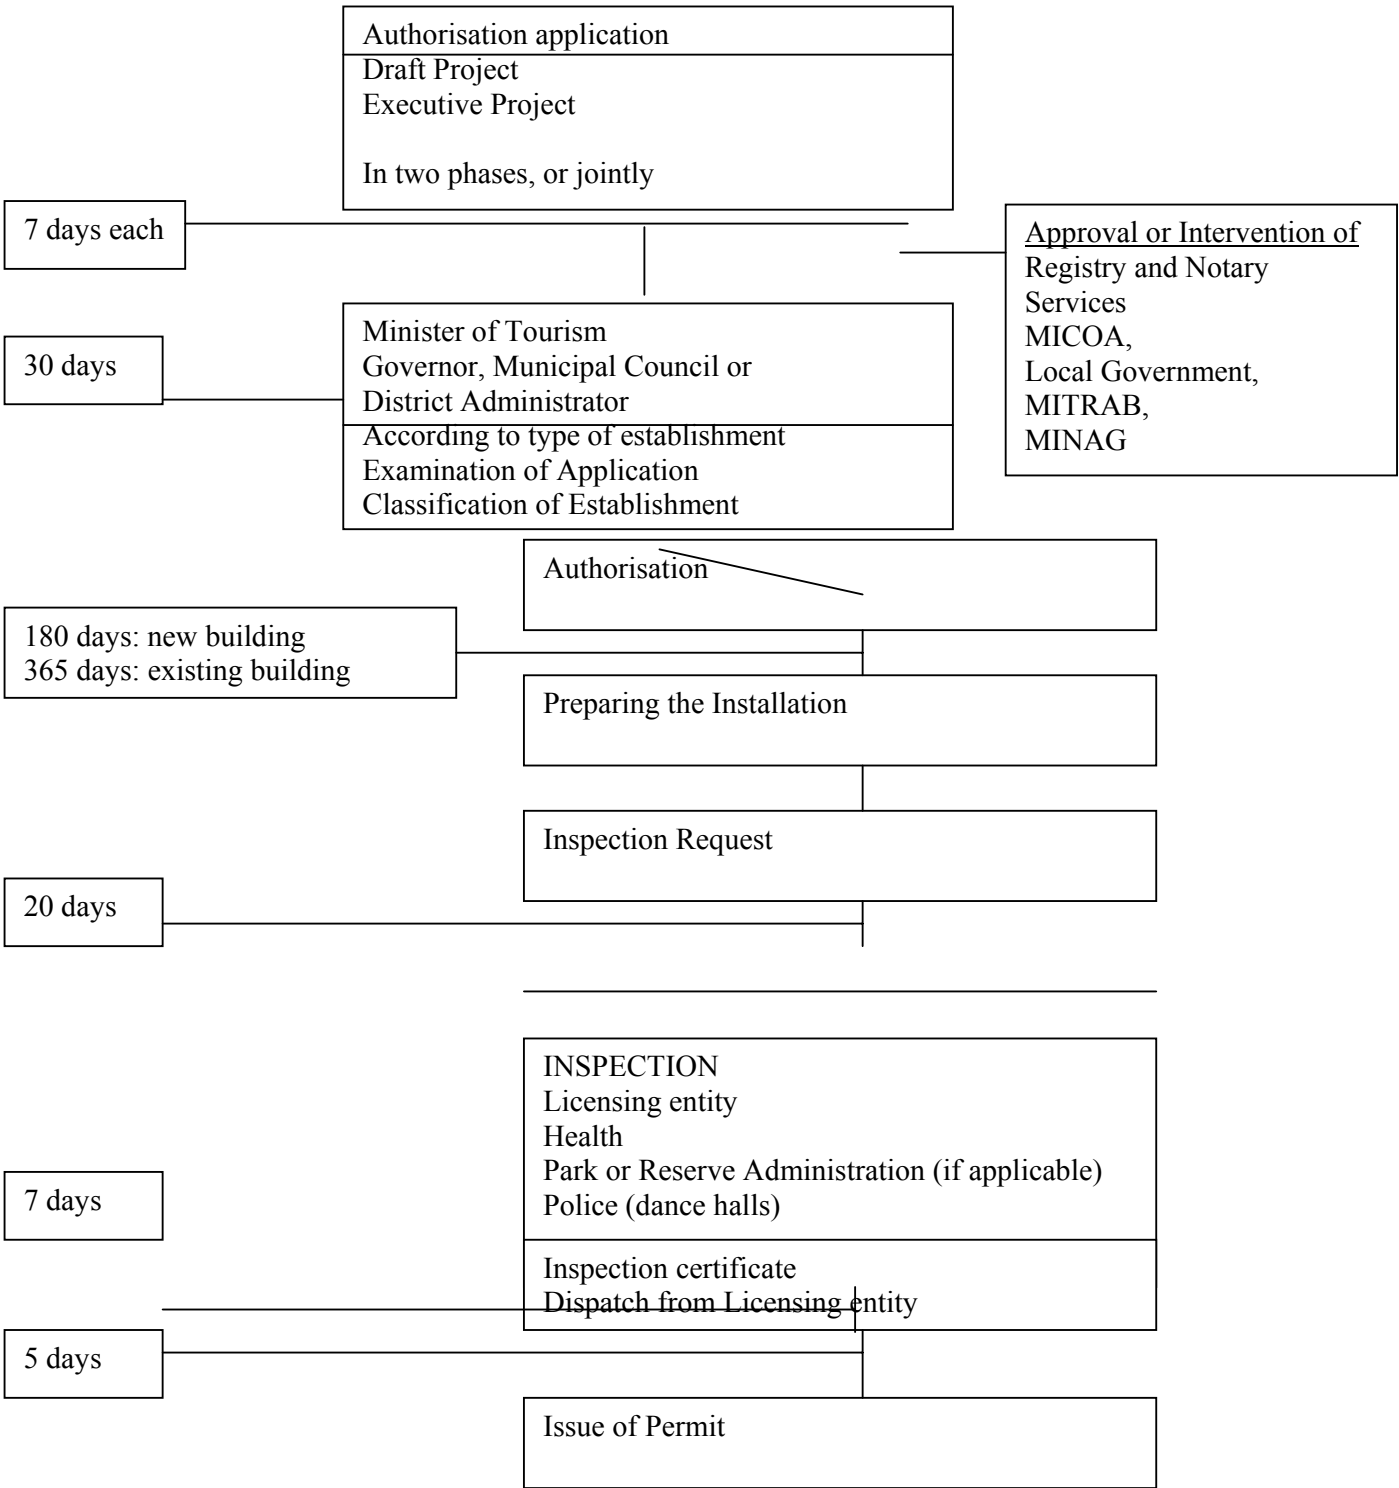 Authorisation application
Draft Project
Executive Project
In two phases, or jointly
7 days each
Approval or Intervention of
Registry and Notary
Services
MICOA,
Local Government,
MITRAB,
MINAG
30 days
Minister of Tourism
Governor, Municipal Council or
District Administrator
According to type of establishment
Examination of Application
Classification of Establishment
Authorisation
180 days: new building
365 days: existing building
Preparing the Installation
Inspection Request
20 days
INSPECTION
Licensing entity
Health
Park or Reserve Administration (if applicable)
Police (dance halls)
7 days
Inspection certificate
Dispatch from Licensing entity
5 days
Issue of Permit